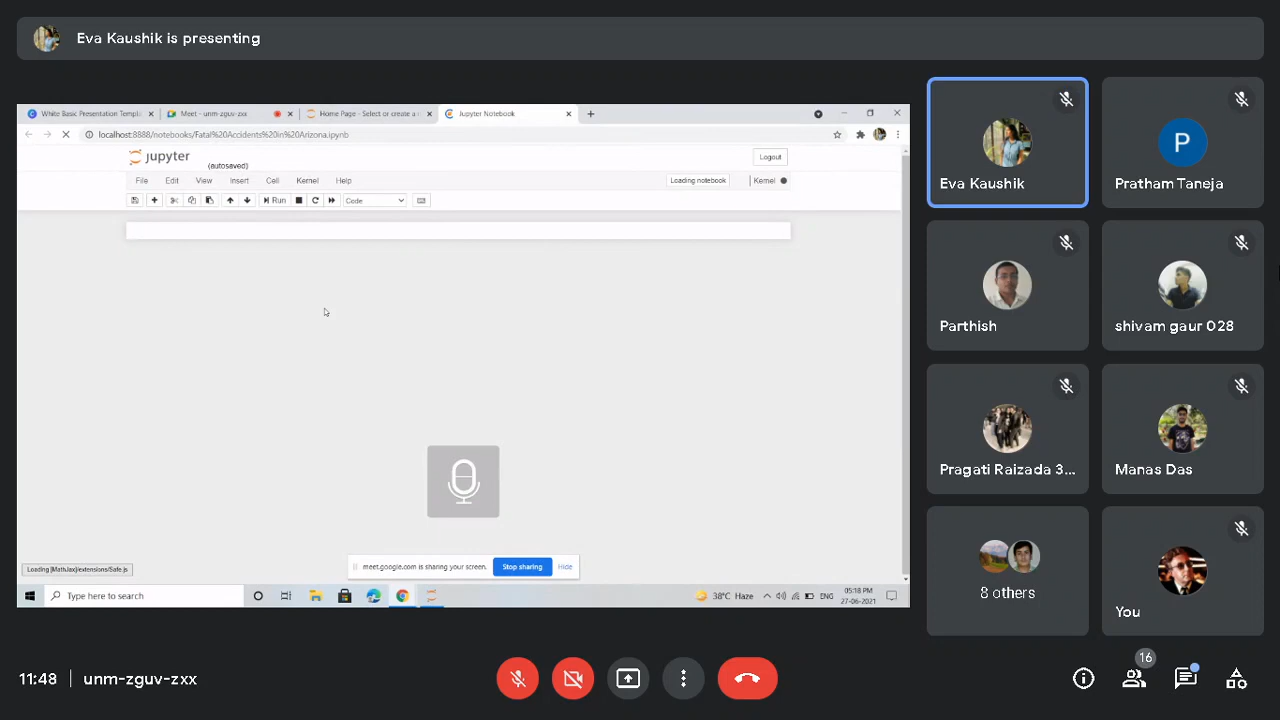 Eva Kaushik is presenting
White Basic Presentation Templa
Meet - unm-zguv-zxx
Home Page - Select or create a
Jupyter Notebook
localhost:8888/notebooks/Fatal%20Accidents%20in%20Arizona.ipynb
jupyter
(autosaved)
Logout
File Edit View Insert Cell Kernel Help
Loading notebook
Kernel
Run
Code
meet.google.com is sharing your screen.
Stop sharing
Hide
Loading [MathJax]/extensions/Safe.js
Type here to search
38°C Haze
ENG
05:18 PM
27-06-2021
Eva Kaushik
P
Pratham Taneja
Parthish
shivam gaur 028
Pragati Raizada 3...
Manas Das
8 others
You
11:48
unm-zguv-zxx
16